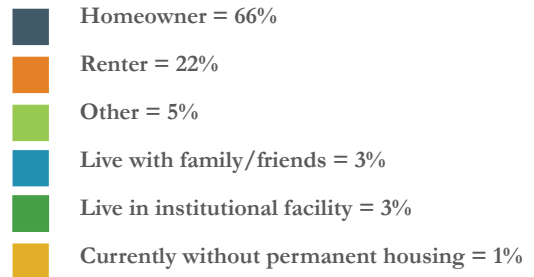 Homeowner = 66%
Renter = 22%
Other = 5%
Live with family/friends = 3%
Live in institutional facility = 3%
Currently without permanent housing = 1%